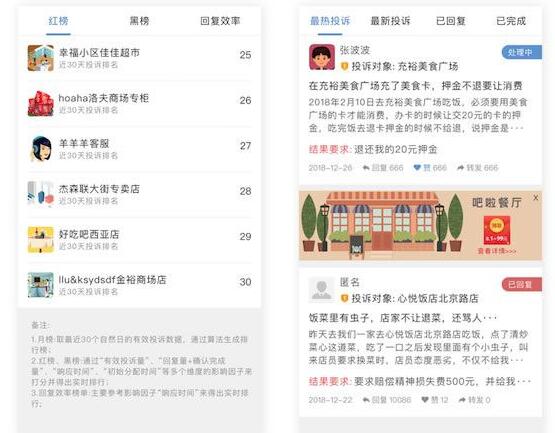 红榜 黑榜 回复效率
幸福小区佳佳超市 25
近30天投诉排名
hoaha洛夫商场专柜 26
近30天投诉排名
羊羊羊客服 27
近30天投诉排名
杰森联大街专卖店 28
近30天投诉排名
好吃吧西亚店 29
近30天投诉排名
llu&ksydsdf金裕商场店 30
近30天投诉排名
备注:
1.月榜:取最近30个自然日的有效投诉数据，通过算法生成排
行榜;
2.红榜、黑榜:通过“有效投诉量”、“回复量+确认完成
量”、“响应时间”、“初始分配时间”等多个维度的影响因子来
打分并得出实时排行;
3.回复效率榜单:主要参考影响因子“响应时间”来得出实时排
行;
最热投诉 最新投诉 已回复 已完成
张波波 处理中
投诉对象: 充裕美食广场
在充裕美食广场充了美食卡，押金不退要让消费
2018年2月10日去充裕美食广场吃饭，必须要用美食
广场的卡才能消费，办卡的时候让交20元的卡的押
金，吃完饭去退卡押金的时候不给退，说押金是···
结果要求: 退还我的20元押金
2018-12-26 回复 666 赞 666 转发 666
吧啦餐厅 X
8.1-99元
查看详情>>>
匿名 已回复
投诉对象: 心悦饭店北京路店
饭菜里有虫子，店家不让退菜，还骂人···
昨天去我们一家去心悦饭店北京路店吃饭，点了清炒
菜心这道菜，吃了一口之后发现里面有个小虫子，叫
来店员要求换菜时，店员态度恶劣，不仅不给我···
结果要求: 要求赔偿精神损失费500元，并给我···
2018-12-22 回复 10086 赞 12 转发 0